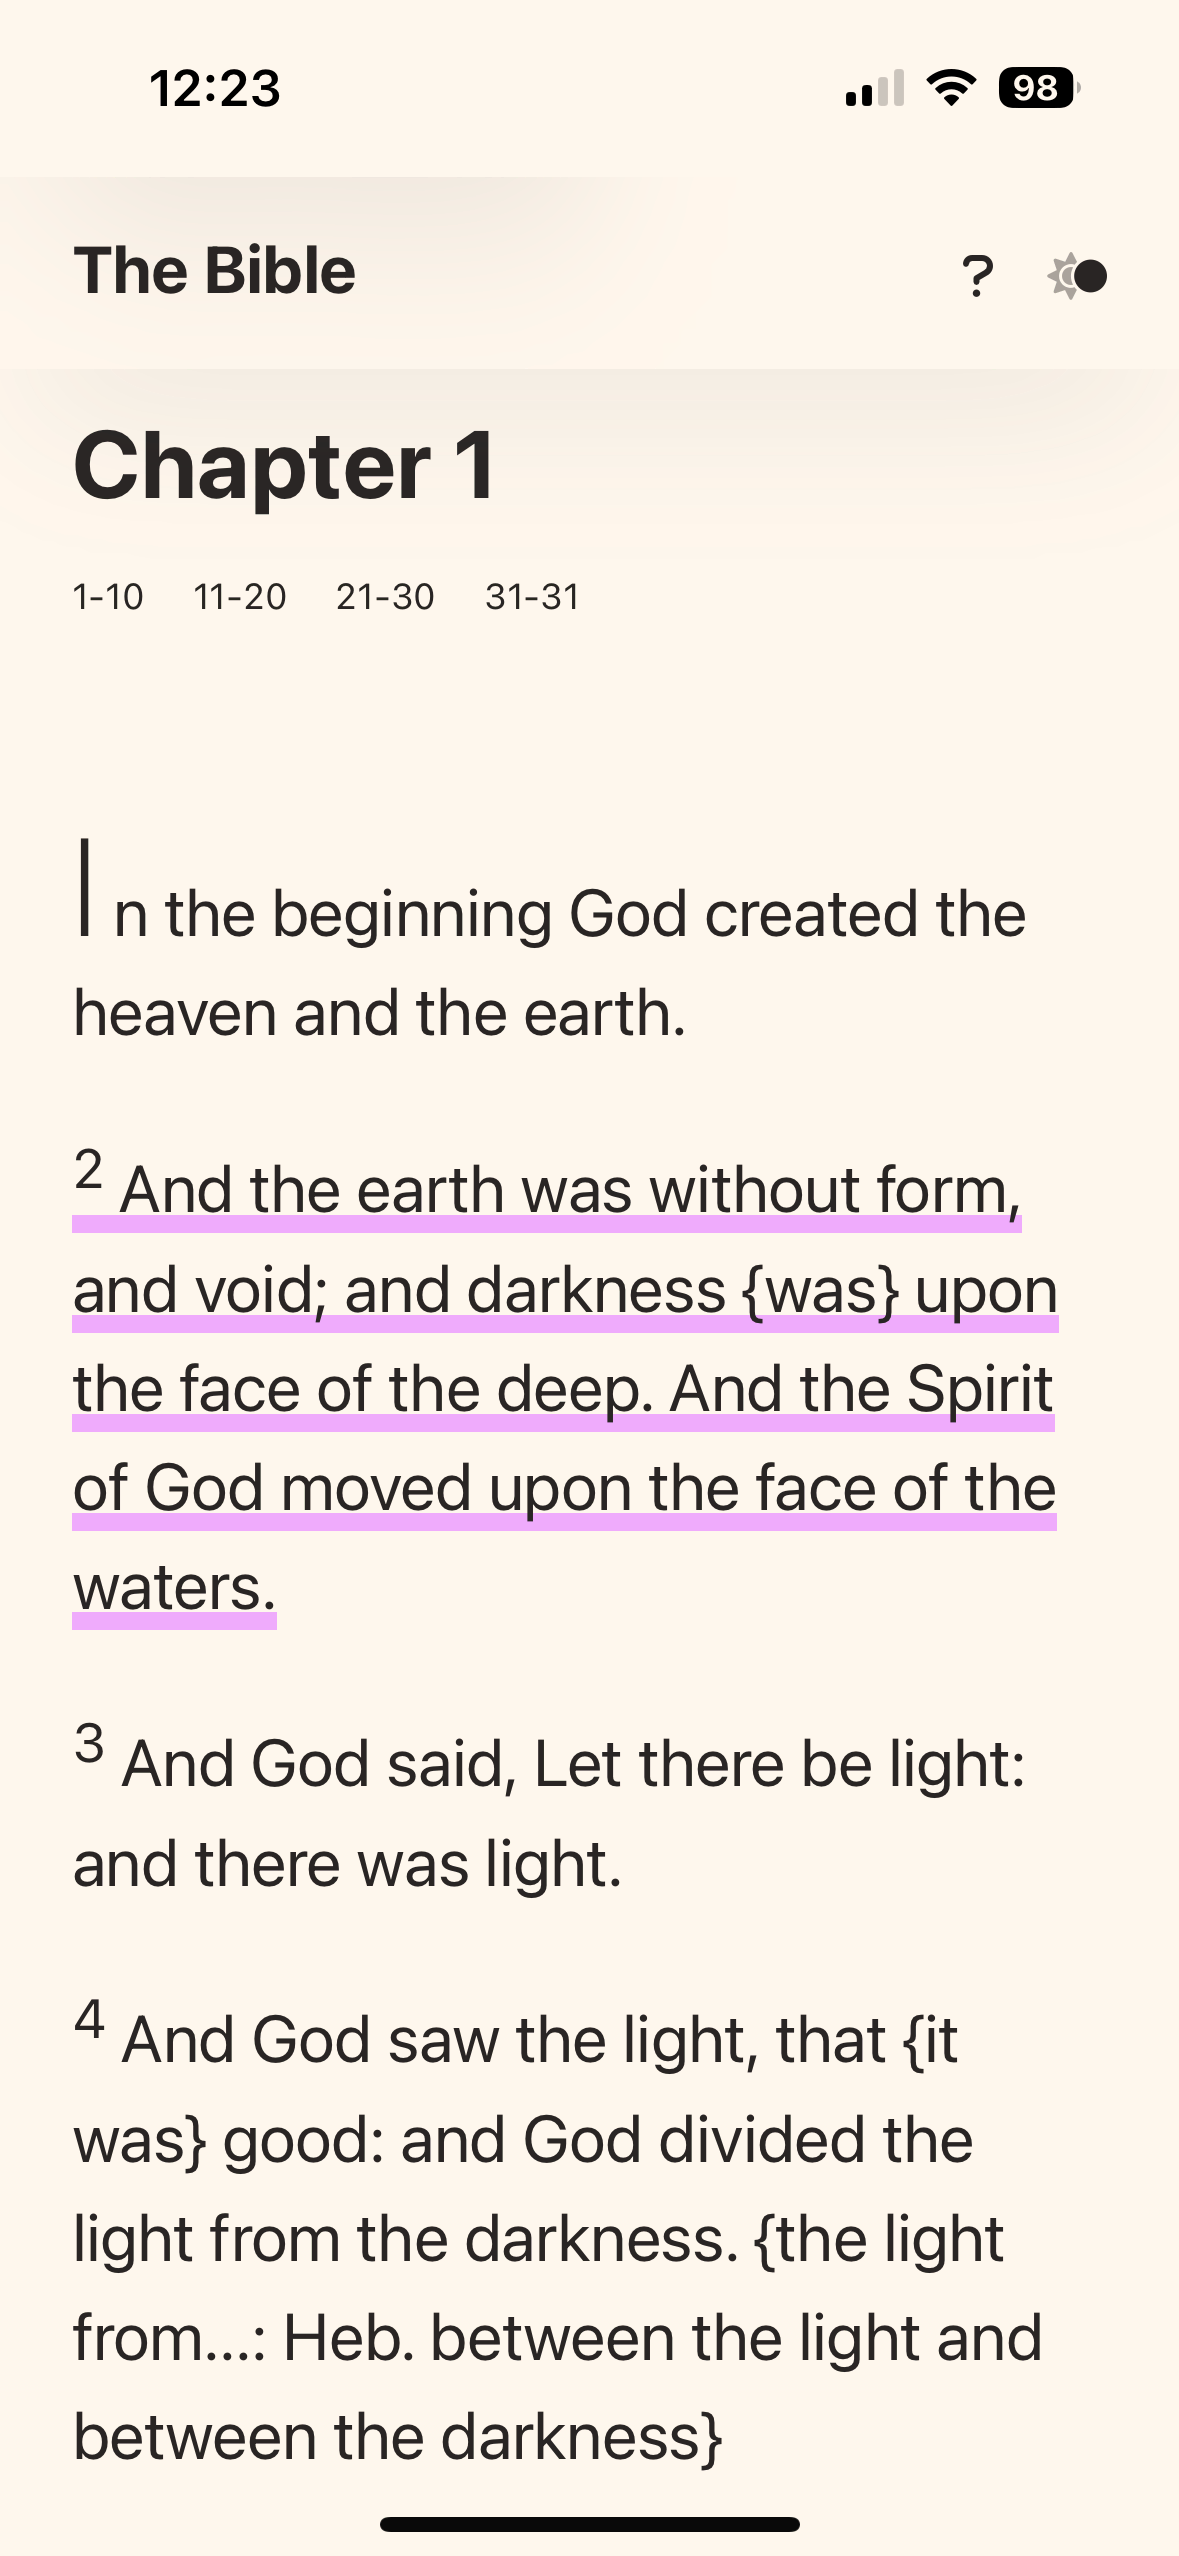 12:23
98
The Bible
?
Chapter 1
1-10 11-20 21-30 31-31
In the beginning God created the
heaven and the earth.
2 And the earth was without form,
and void; and darkness {was} upon
the face of the deep. And the Spirit
of God moved upon the face of the
waters.
3 And God said, Let there be light:
and there was light.
4 And God saw the light, that {it
was} good: and God divided the
light from the darkness. {the light
from...: Heb. between the light and
between the darkness}